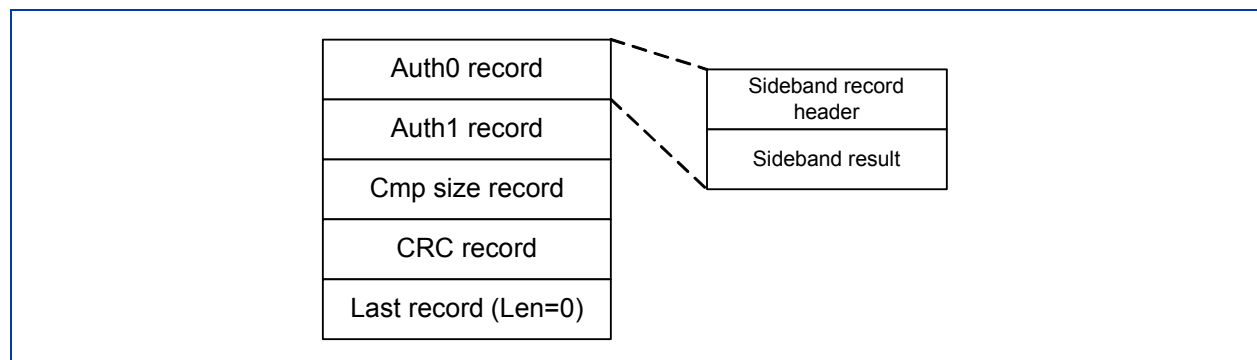 Auth0 record
Auth1 record
Cmp size record
CRC record
Last record (Len=0)
Sideband record
header
Sideband result